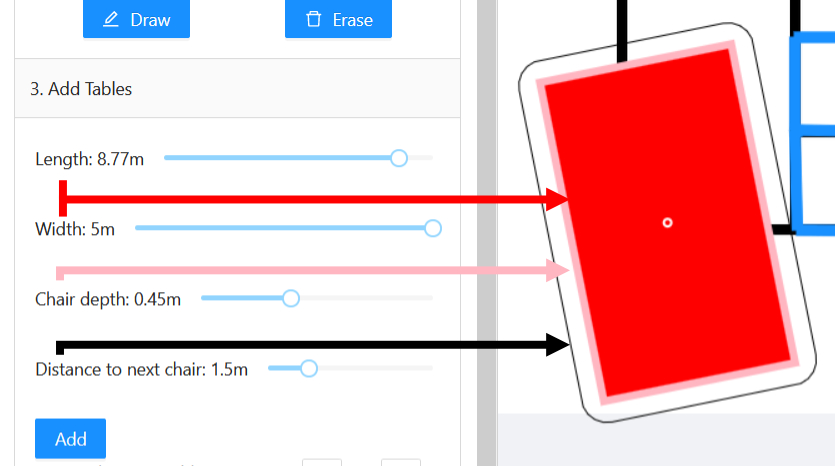 Draw Erase
3. Add Tables
Length: 8.77m
Width: 5m
Chair depth: 0.45m
Distance to next chair: 1.5m
Add